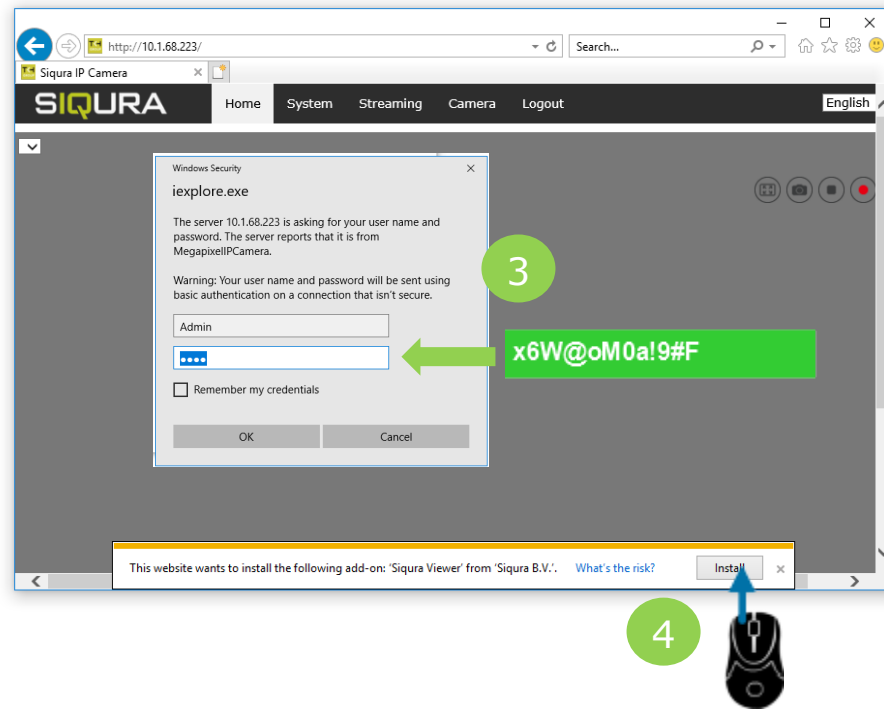 http://10.1.68.223/
Search...
Siqura IP Camera
SIQURA
Home
System
Streaming
Camera
Logout
English
Windows Security
iexplore.exe
The server 10.1.68.223 is asking for your user name and
password. The server reports that it is from
MegapixelIPCamera.
Warning: Your user name and password will be sent using
basic authentication on a connection that isn't secure.
3
Admin
x6W@oM0a!9#F
Remember my credentials
OK
Cancel
This website wants to install the following add-on: 'Siqura Viewer' from 'Siqura B.V.'.
What's the risk?
Install
4